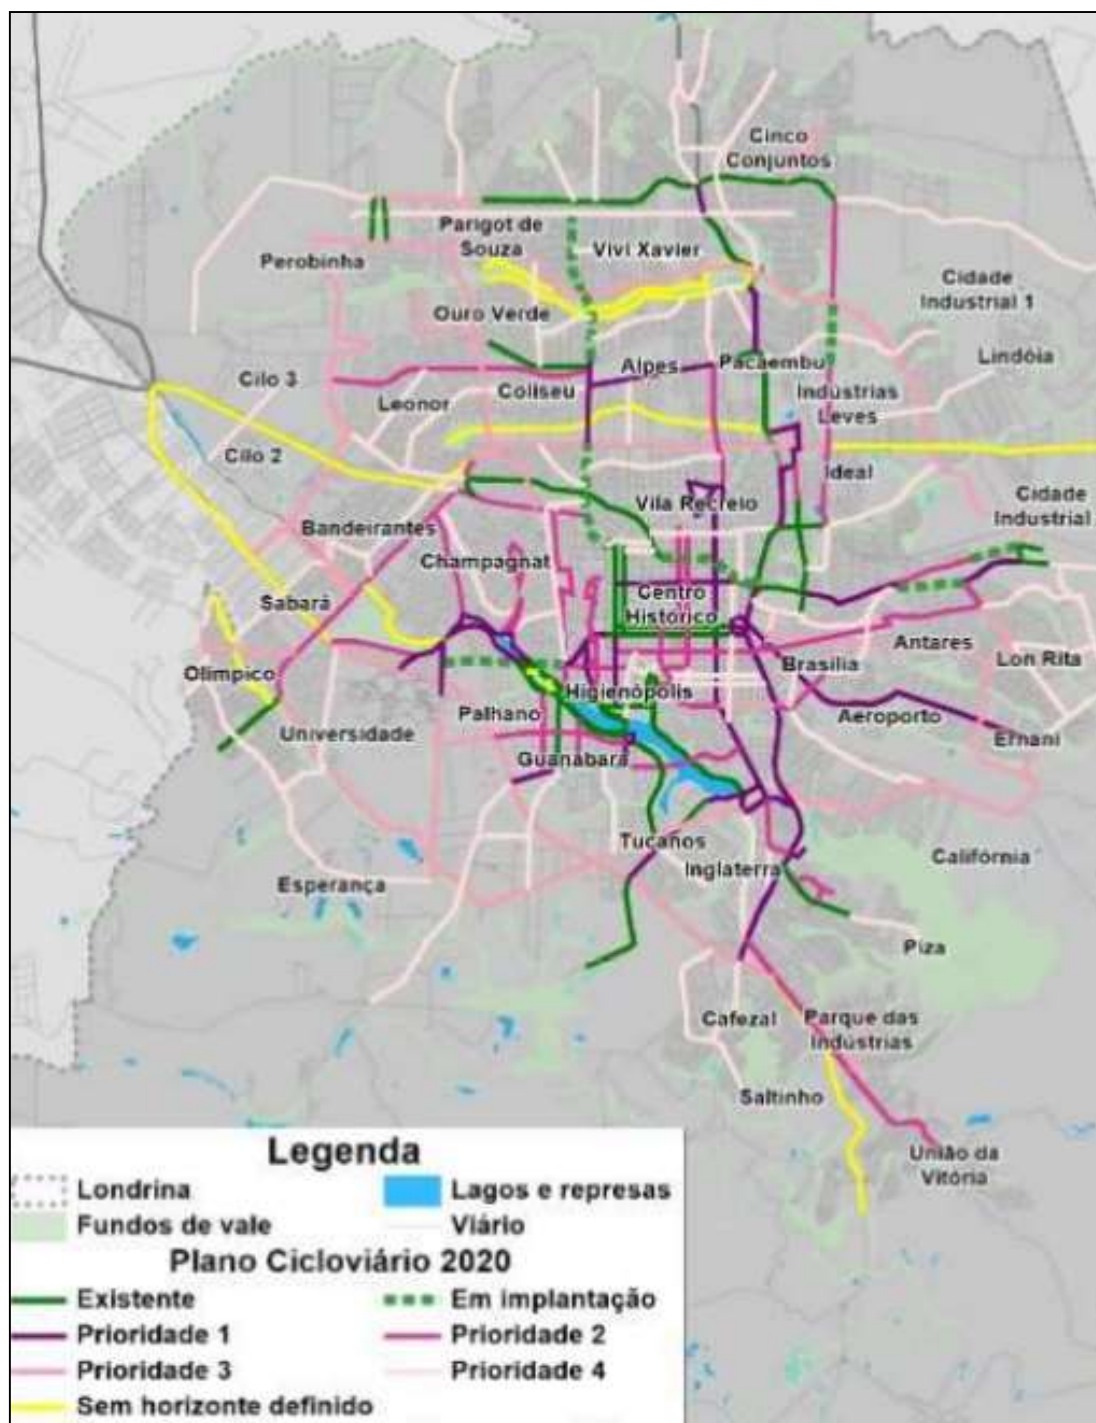 Cinco
Conjuntos
Parigot de
Souza
Vivi Xavier
Perobinha
Cidade
Industrial 1
Ouro Verde
Lindóia
Alpes
Pacaembu
Cilo 3
Coliseu
Leonor
Indústrias
Leves
Cilo 2
Ideal
Vila Recreio
Cidade
Industrial
Bandeirantes
Champagnat
Centro
Histórico
Sabará
Antares
Lon Rita
Brasília
Olímpico
Higienópolis
Palhano
Aeroporto
Universidade
Ernani
Guanabará
Tucanos
Califórnia
Inglaterra
Esperança
Piza
Cafezal
Parque das
Indústrias
Saltinho
União da
Vitória
Legenda
Londrina
Lagos e represas
Fundos de vale
Viário
Plano Cicloviário 2020
Existente
Em implantação
Prioridade 1
Prioridade 2
Prioridade 3
Prioridade 4
Sem horizonte definido